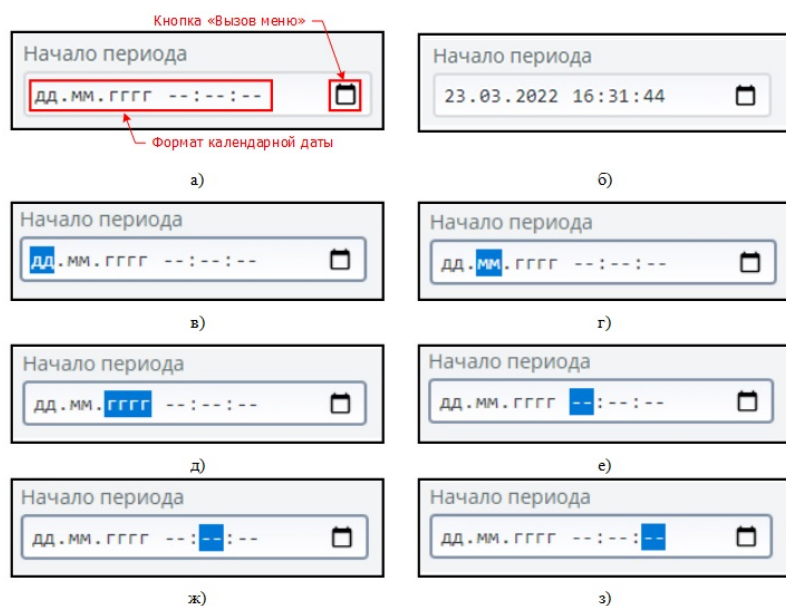 Кнопка «Вызов меню»
Начало периода
дд.мм.гггг --:--:--
Формат календарной даты
а)
Начало периода
23.03.2022 16:31:44
б)
Начало периода
дд.мм.гггг --:--:--
в)
Начало периода
дд.мм.гггг --:--:--
г)
Начало периода
дд.мм.гггг --:--:--
д)
Начало периода
дд.мм.гггг --:--:--
е)
Начало периода
дд.мм.гггг --:--:--
ж)
Начало периода
дд.мм.гггг --:--:--
з)